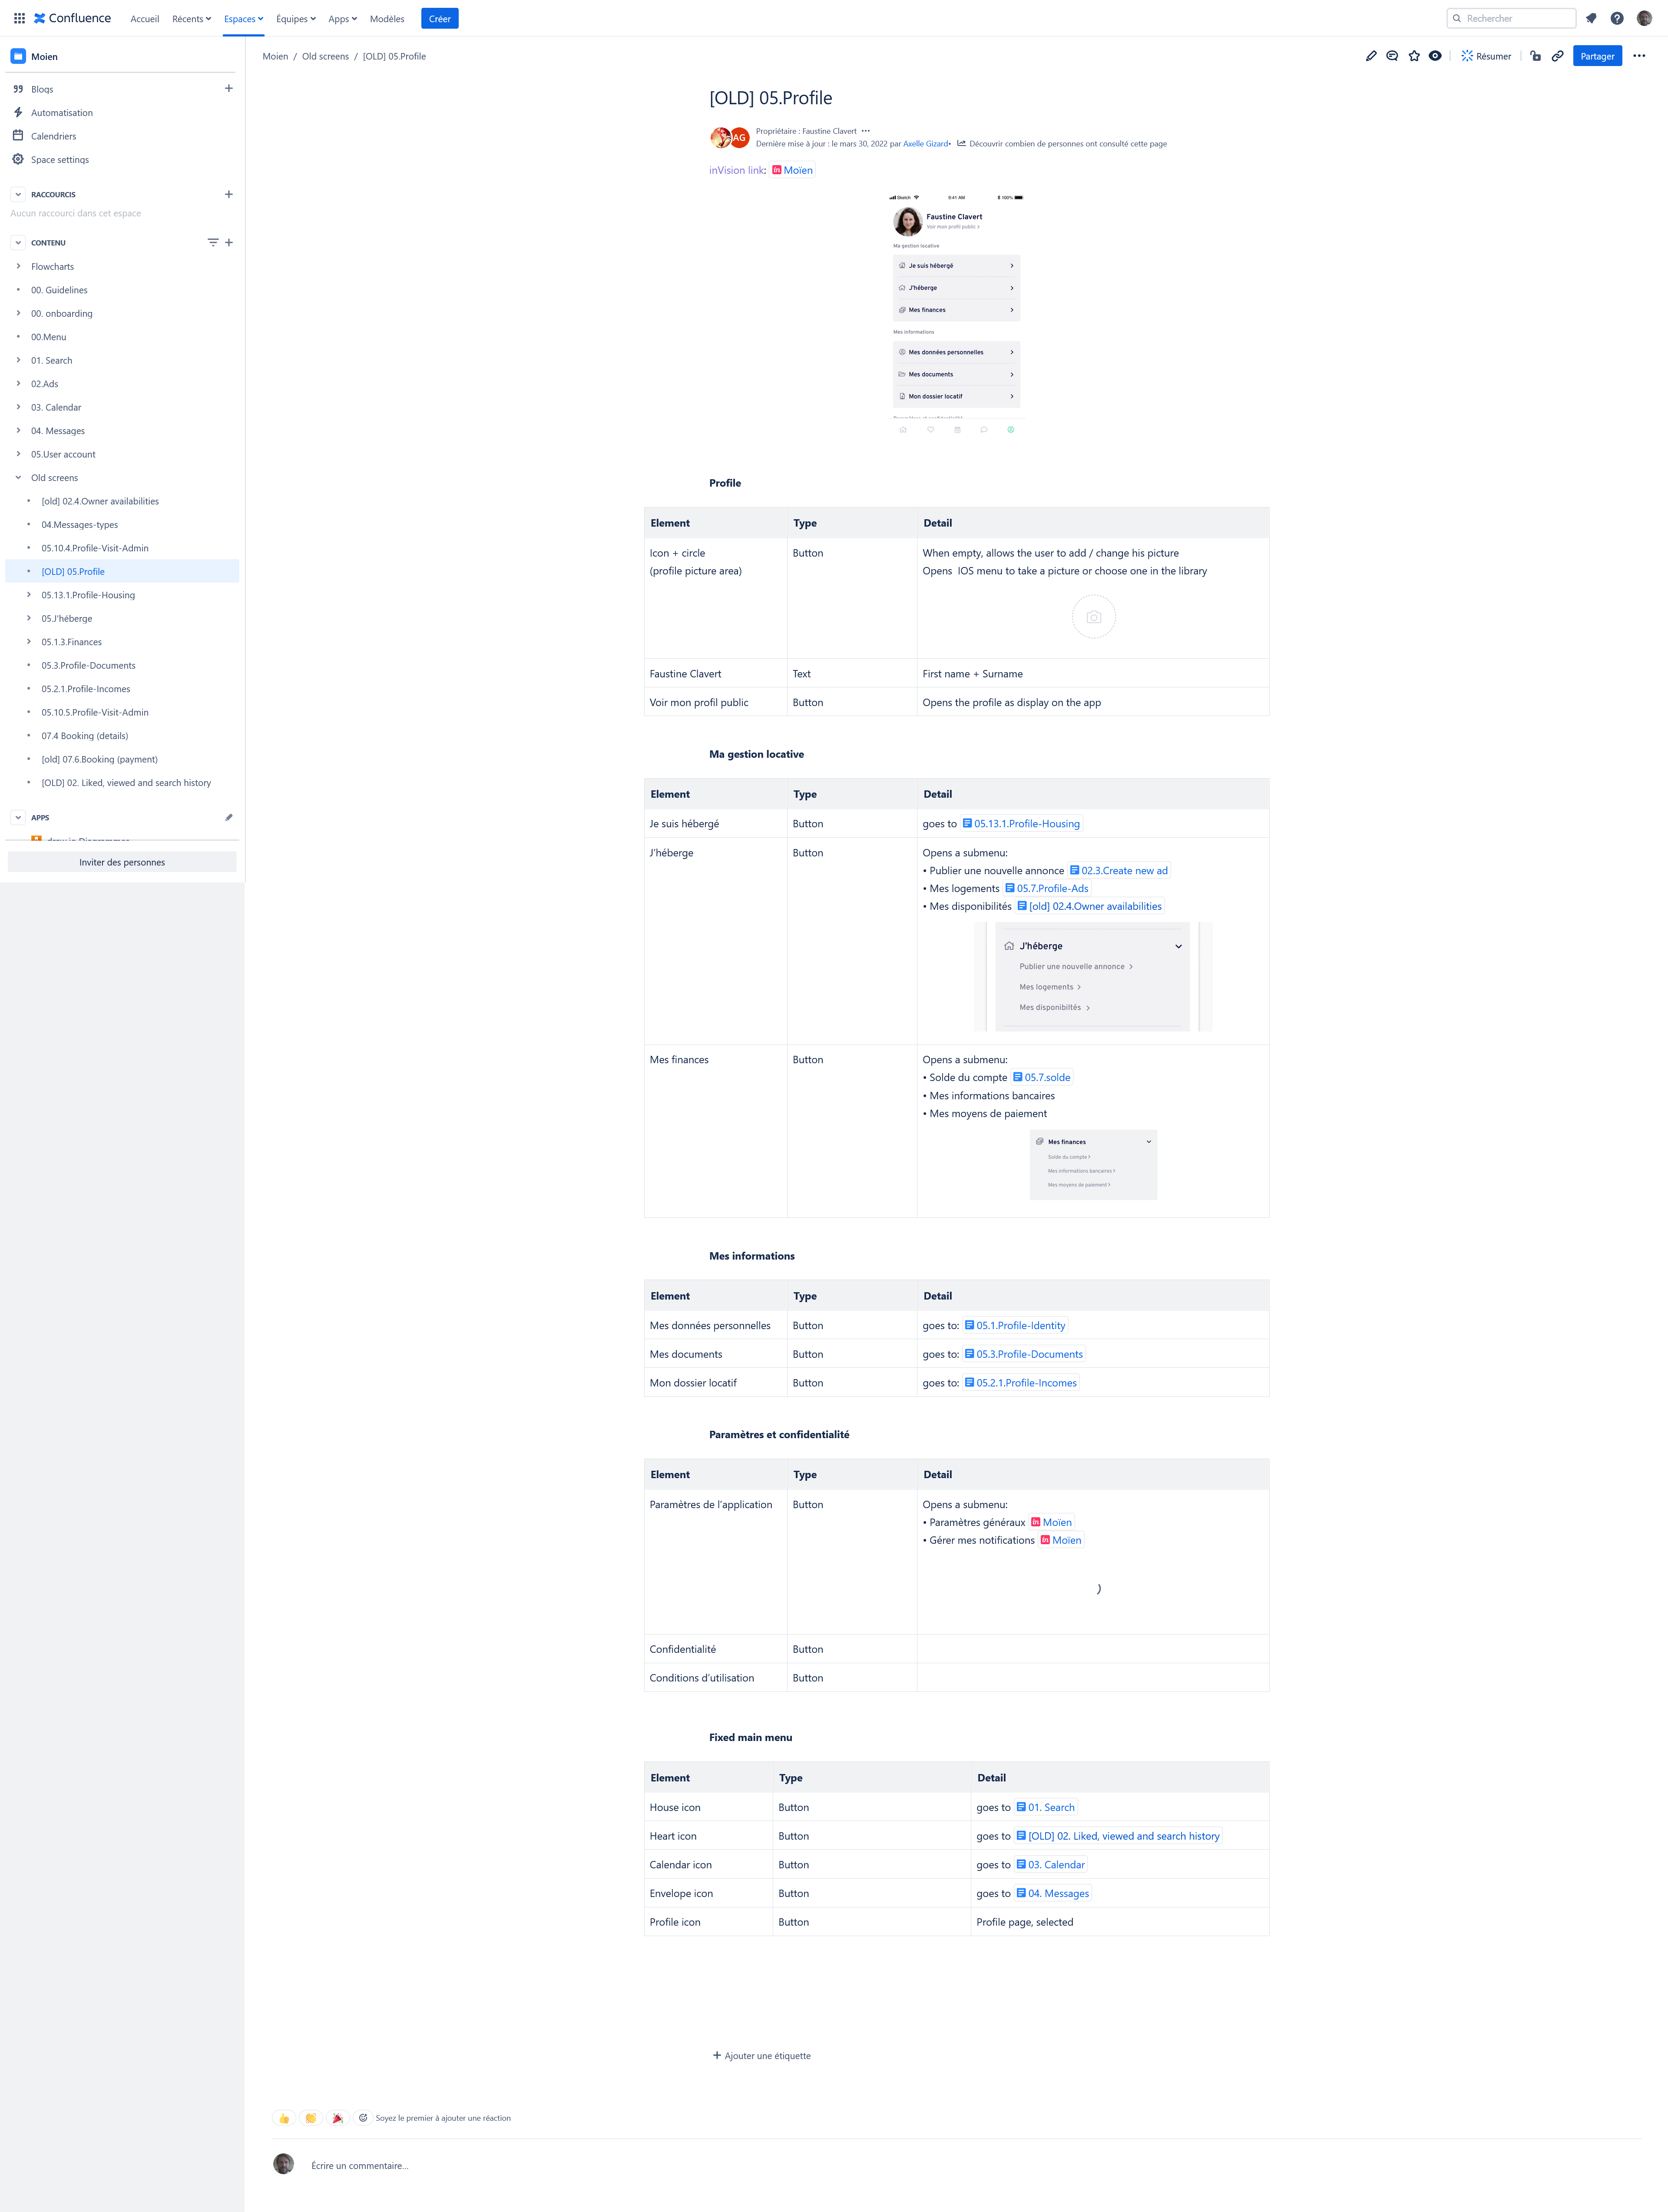 Confluence
Accueil
Récents
Espaces
Équipes
Apps
Modèles
Créer
Rechercher
Moien
Blogs
Automatisation
Calendriers
Space settings
RACCOURCIS
Aucun raccourci dans cet espace
CONTENU
Flowcharts
00. Guidelines
00. onboarding
00.Menu
01. Search
02.Ads
03. Calendar
04. Messages
05.User account
Old screens
[old] 02.4.Owner availabilities
04.Messages-types
05.10.4.Profile-Visit-Admin
[OLD] 05.Profile
05.13.1.Profile-Housing
05.J'héberge
05.1.3.Finances
05.3.Profile-Documents
05.2.1.Profile-Incomes
05.10.5.Profile-Visit-Admin
07.4 Booking (details)
[old] 07.6.Booking (payment)
[OLD] 02. Liked, viewed and search history
APPS
Inviter des personnes
Moien / Old screens / [OLD] 05.Profile
Résumer
Partager
[OLD] 05.Profile
AG
Propriétaire : Faustine Clavert
Dernière mise à jour : le mars 30, 2022 par Axelle Gizard• Découvrir combien de personnes ont consulté cette page
inVision link: in Moïen
Sketch 9:41 AM 100%
Faustine Clavert
Voir mon profil public
Ma gestion locative
Je suis hébergé
J'héberge
Mes finances
Mes informations
Mes données personnelles
Mes documents
Mon dossier locatif
Profile
Element Type Detail
Icon + circle Button When empty, allows the user to add / change his picture
(profile picture area) Opens  IOS menu to take a picture or choose one in the library
Faustine Clavert Text First name + Surname
Voir mon profil public Button Opens the profile as display on the app
Ma gestion locative
Element Type Detail
Je suis hébergé Button goes to 05.13.1.Profile-Housing
J'héberge Button Opens a submenu:
• Publier une nouvelle annonce 02.3.Create new ad
• Mes logements 05.7.Profile-Ads
• Mes disponibilités [old] 02.4.Owner availabilities
J'héberge
Publier une nouvelle annonce
Mes logements
Mes disponibiltés
Mes finances Button Opens a submenu:
• Solde du compte 05.7.solde
• Mes informations bancaires
• Mes moyens de paiement
Mes finances
Solde du compte
Mes informations bancaires
Mes moyens de paiement
Mes informations
Element Type Detail
Mes données personnelles Button goes to: 05.1.Profile-Identity
Mes documents Button goes to: 05.3.Profile-Documents
Mon dossier locatif Button goes to: 05.2.1.Profile-Incomes
Paramètres et confidentialité
Element Type Detail
Paramètres de l'application Button Opens a submenu:
• Paramètres généraux in Moïen
• Gérer mes notifications in Moïen
Confidentialité Button
Conditions d'utilisation Button
Fixed main menu
Element Type Detail
House icon Button goes to 01. Search
Heart icon Button goes to [OLD] 02. Liked, viewed and search history
Calendar icon Button goes to 03. Calendar
Envelope icon Button goes to 04. Messages
Profile icon Button Profile page, selected
Ajouter une étiquette
Soyez le premier à ajouter une réaction
Écrire un commentaire…